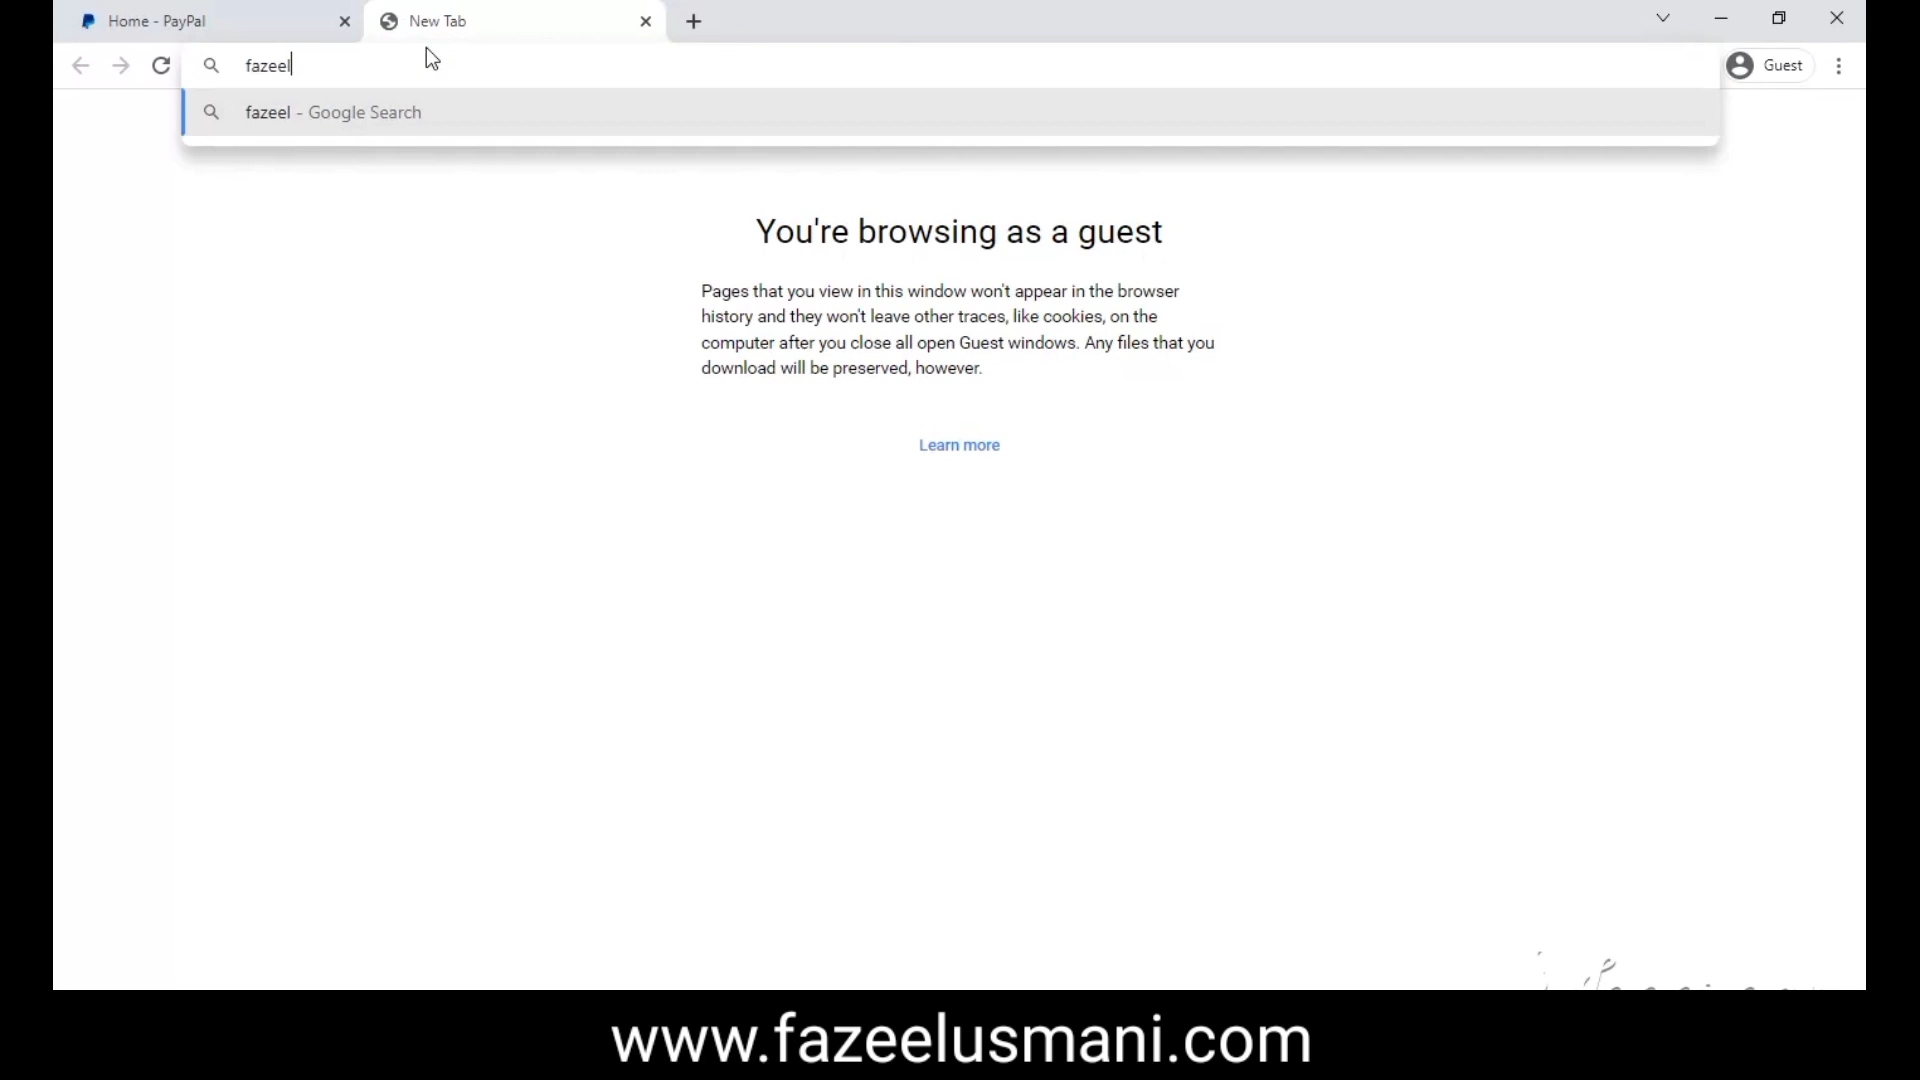 Home - PayPal
New Tab
fazeel
Guest
fazeel - Google Search
You're browsing as a guest
Pages that you view in this window won't appear in the browser
history and they won't leave other traces, like cookies, on the
computer after you close all open Guest windows. Any files that you
download will be preserved, however.
Learn more
www.fazeelusmani.com